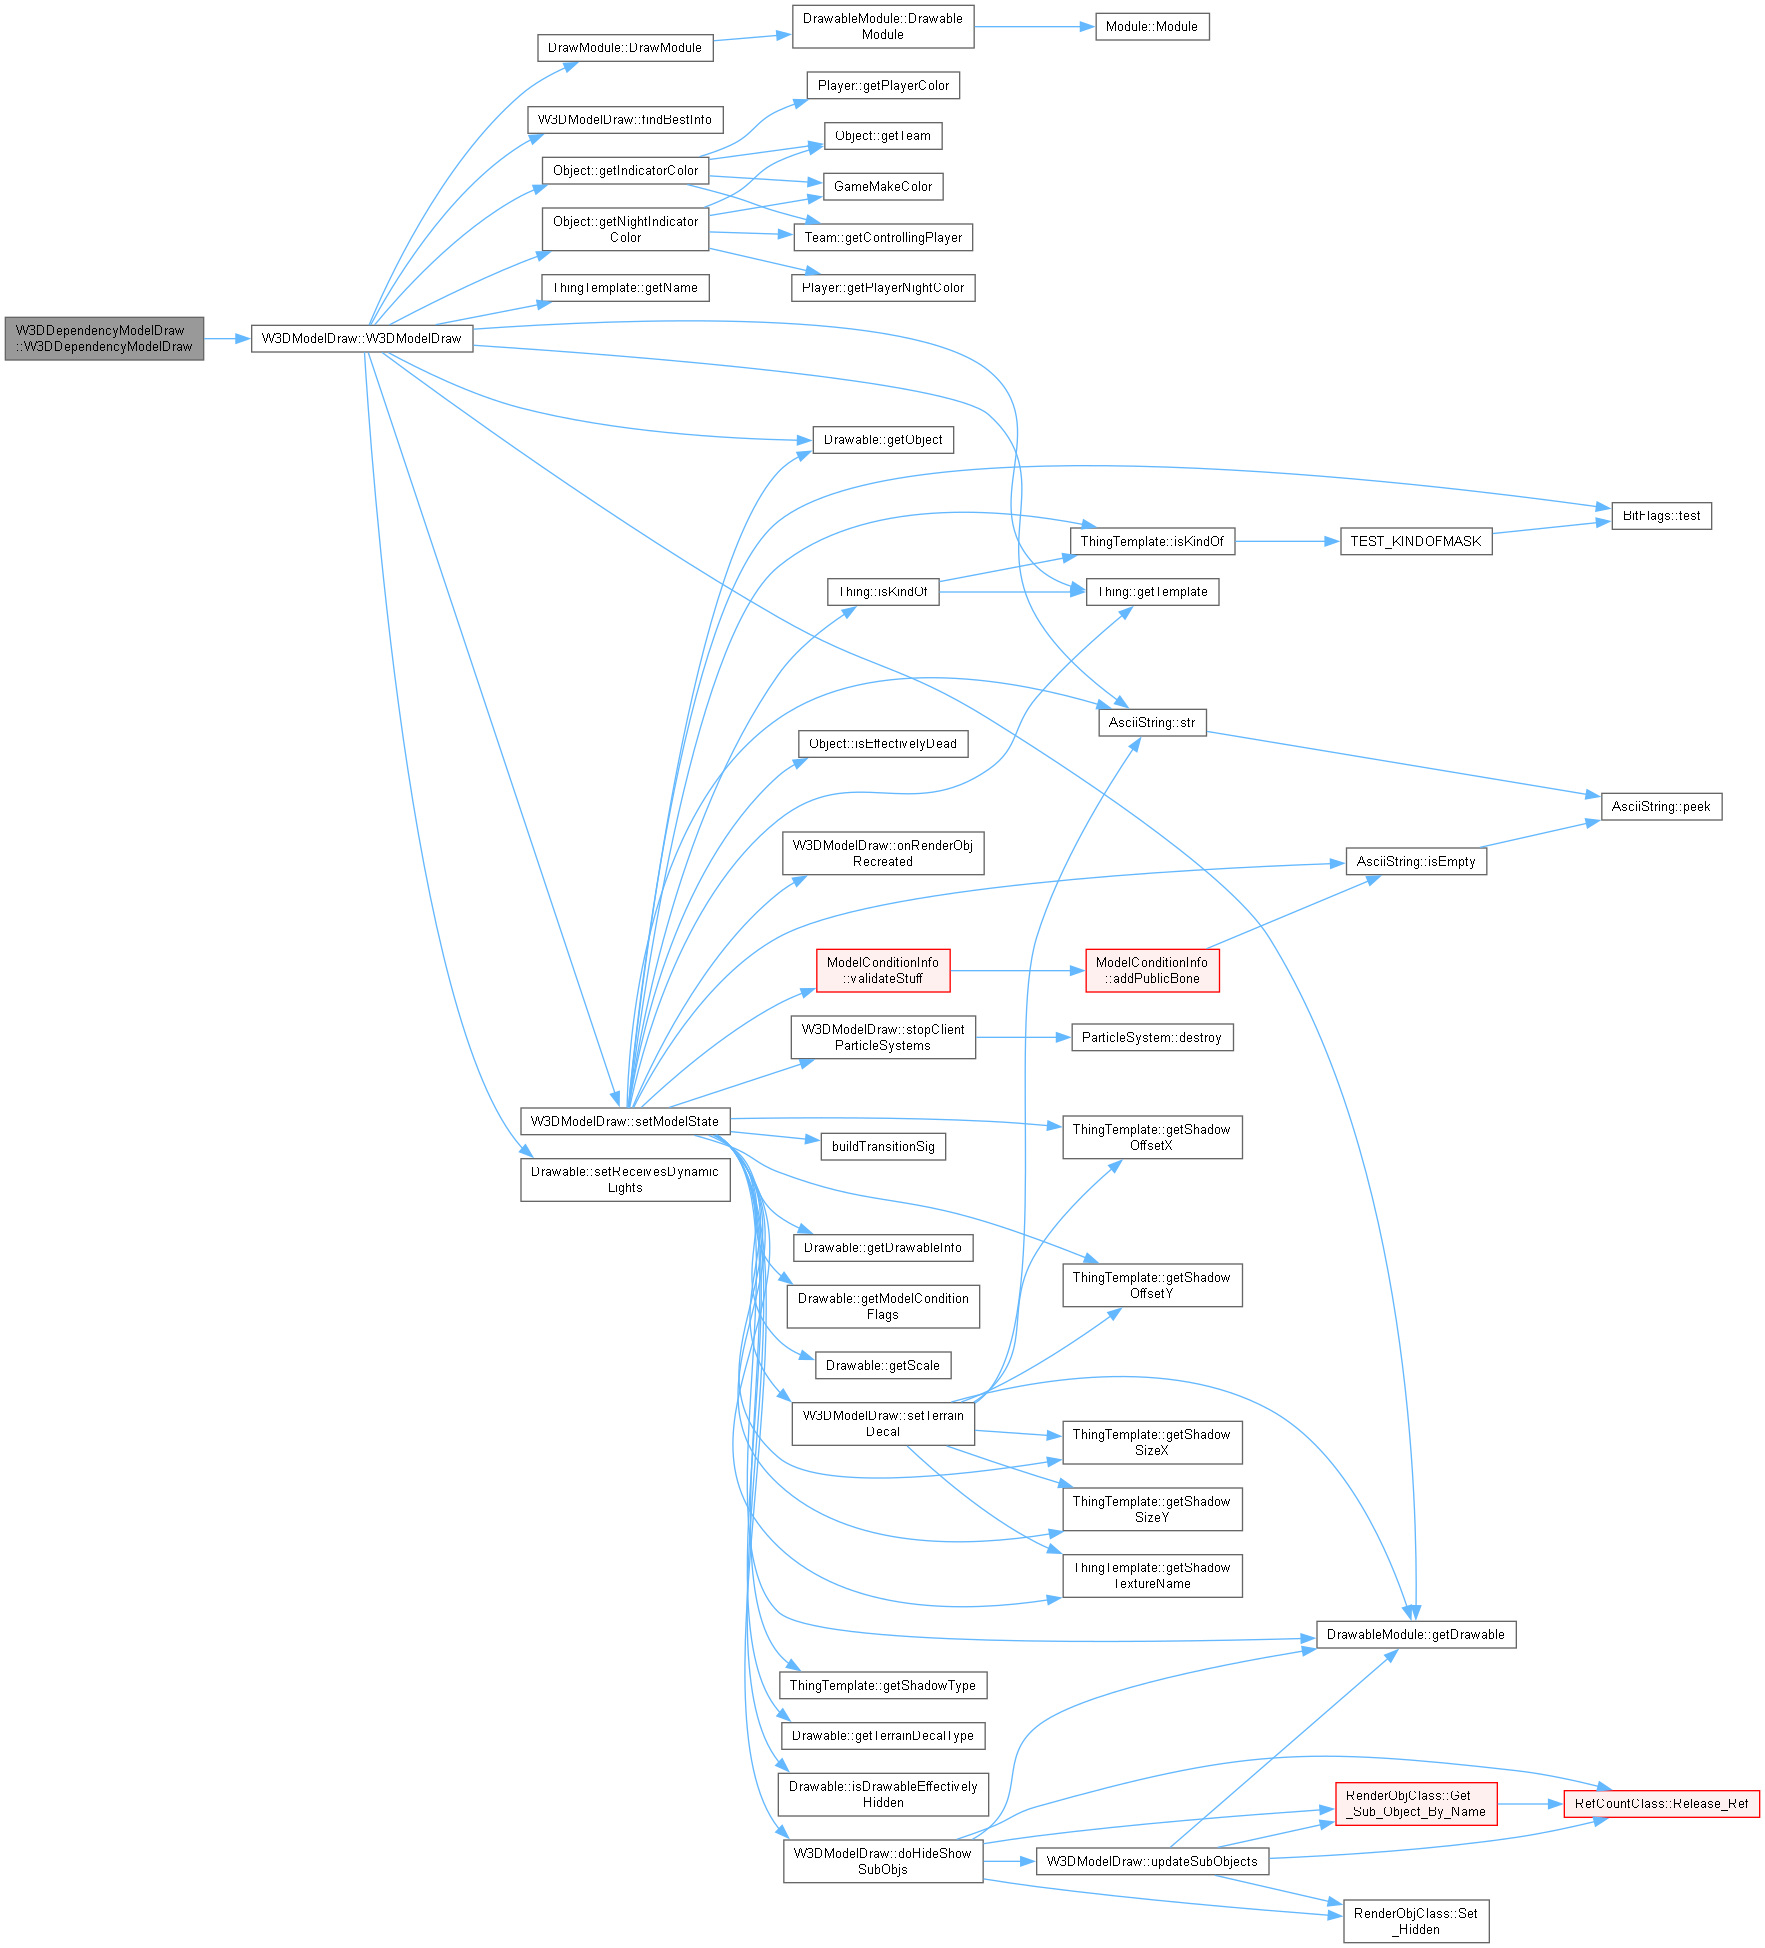 DrawableModule::Drawable
Module
Module::Module
DrawModule::DrawModule
Player::getPlayerColor
W3DModelDraw::findBestInfo
Object::getTeam
Object::getIndicatorColor
GameMakeColor
Object::getNightIndicator
Color
Team::getControllingPlayer
ThingTemplate::getName
Player::getPlayerNightColor
W3DDependencyModelDraw
::W3DDependencyModelDraw
W3DModelDraw::W3DModelDraw
Drawable::getObject
BitFlags::test
ThingTemplate::isKindOf
TEST_KINDOFMASK
Thing::isKindOf
Thing::getTemplate
AsciiString::str
Object::isEffectivelyDead
AsciiString::peek
W3DModelDraw::onRenderObj
Recreated
AsciiString::isEmpty
ModelConditionInfo
::validateStuff
ModelConditionInfo
::addPublicBone
W3DModelDraw::stopClient
ParticleSystems
ParticleSystem::destroy
W3DModelDraw::setModelState
ThingTemplate::getShadow
OffsetX
buildTransitionSig
Drawable::setReceivesDynamic
Lights
Drawable::getDrawableInfo
ThingTemplate::getShadow
OffsetY
Drawable::getModelCondition
Flags
Drawable::getScale
W3DModelDraw::setTerrain
Decal
ThingTemplate::getShadow
SizeX
ThingTemplate::getShadow
SizeY
ThingTemplate::getShadow
TextureName
DrawableModule::getDrawable
ThingTemplate::getShadowType
Drawable::getTerrainDecalType
Drawable::isDrawableEffectively
Hidden
RenderObjClass::Get
_Sub_Object_By_Name
RefCountClass::Release_Ref
W3DModelDraw::doHideShow
SubObjs
W3DModelDraw::updateSubObjects
RenderObjClass::Set
_Hidden